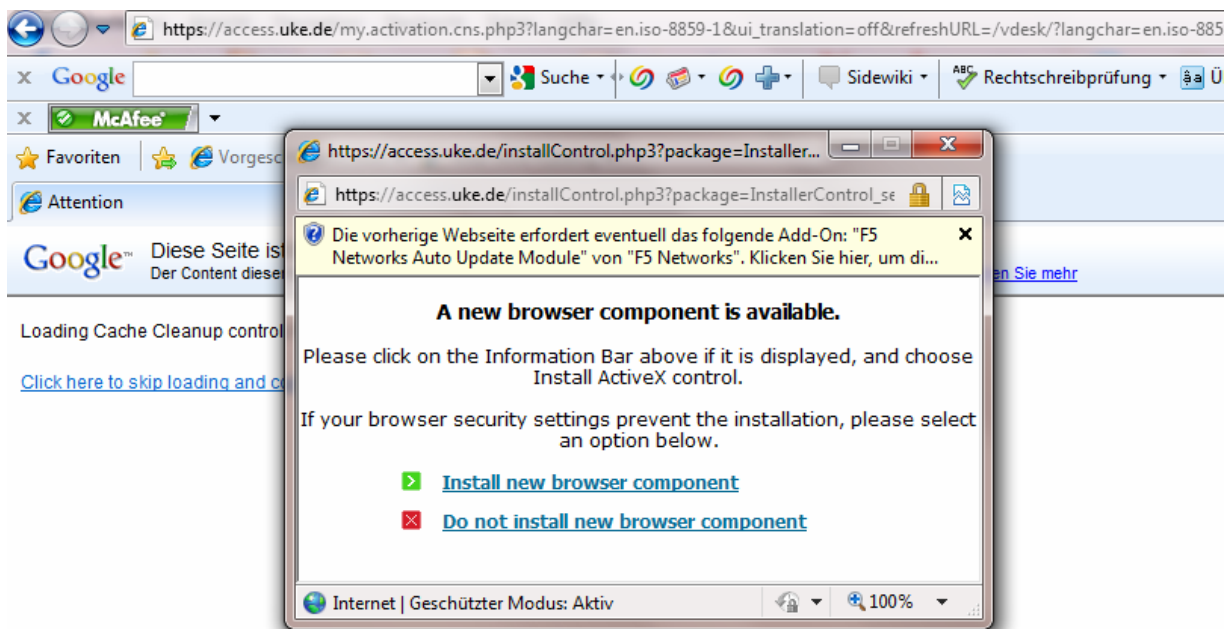 https://access.uke.de/my.activation.cns.php3?langchar=en.iso-8859-1&ui_translation=off&refreshURL=/vdesk/?langchar=en.iso-885
x Google Suche Sidewiki ABC Rechtschreibprüfung âa Ü
x McAfee
Favoriten Vorgesc
Attention
https://access.uke.de/installControl.php3?package=Installer...
https://access.uke.de/installControl.php3?package=InstallerControl_se
Die vorherige Webseite erfordert eventuell das folgende Add-On: "F5
Networks Auto Update Module" von "F5 Networks". Klicken Sie hier, um di...
Google™ Diese Seite ist
Der Content dieser
en Sie mehr
Loading Cache Cleanup control
Click here to skip loading and co
A new browser component is available.
Please click on the Information Bar above if it is displayed, and choose
Install ActiveX control.
If your browser security settings prevent the installation, please select
an option below.
Install new browser component
Do not install new browser component
Internet | Geschützter Modus: Aktiv 100%